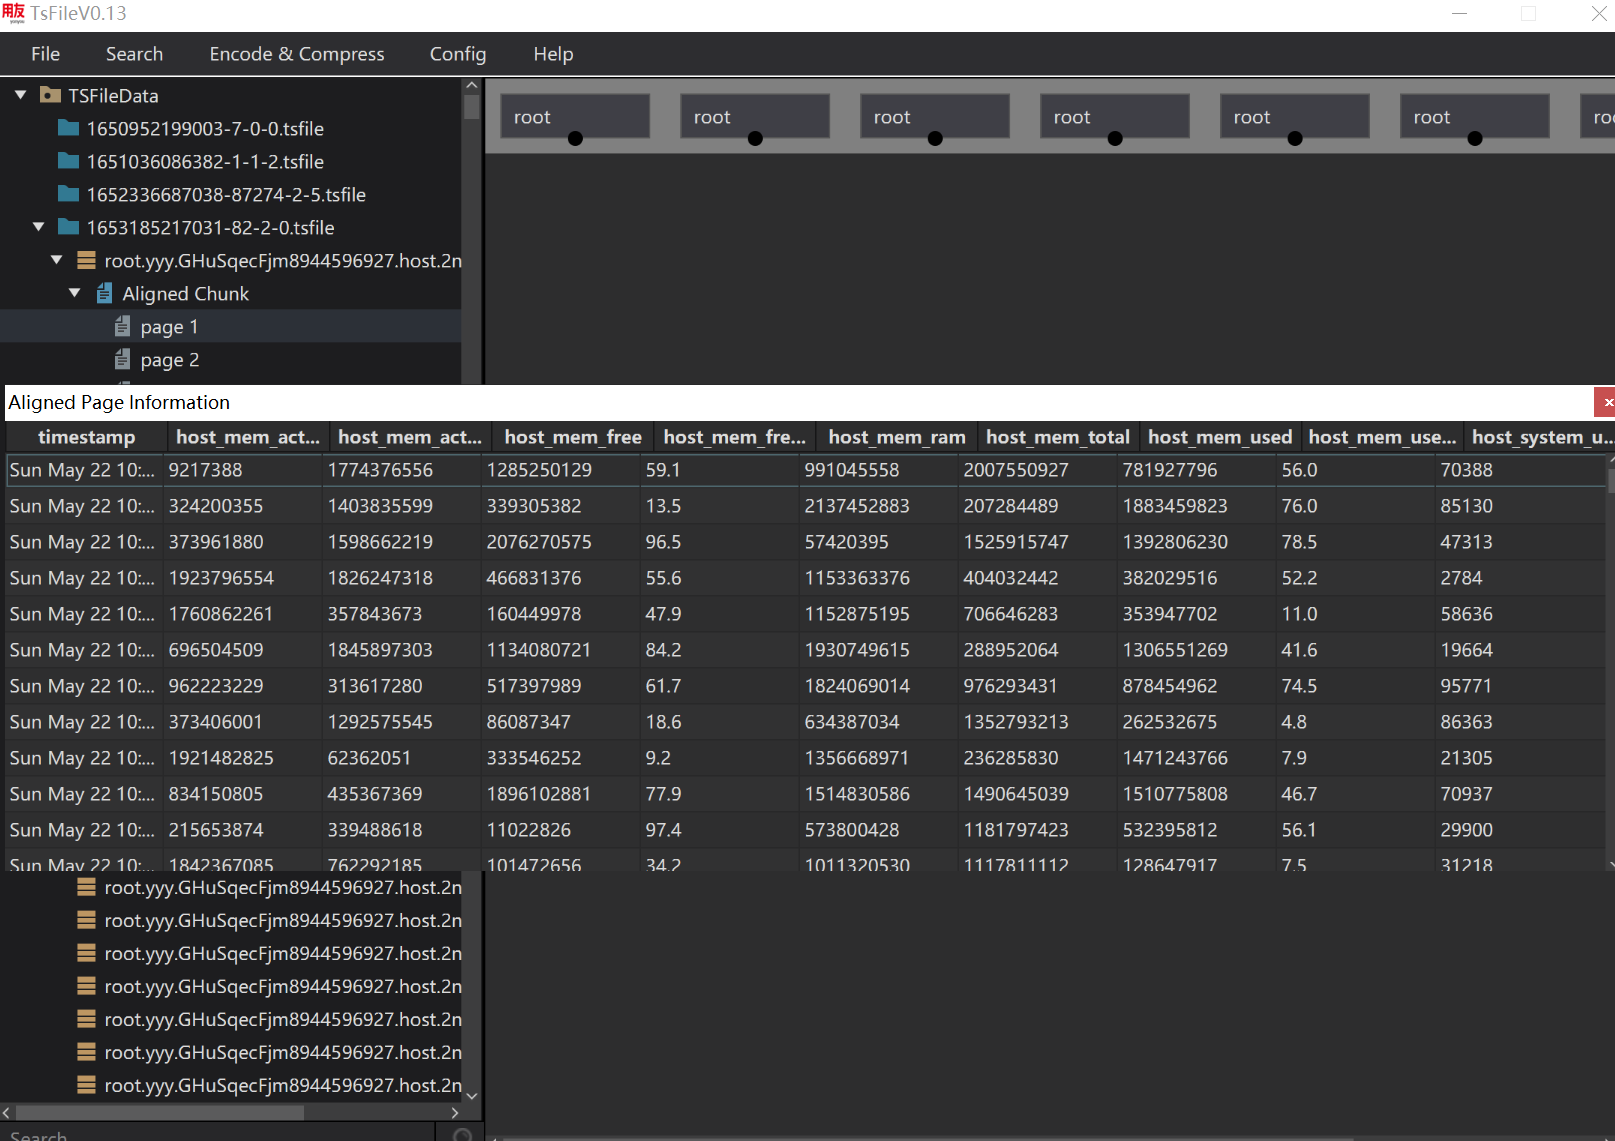 用友 TsFileV0.13
File Search Encode & Compress Config Help
TSFileData
1650952199003-7-0-0.tsfile
1651036086382-1-1-2.tsfile
1652336687038-87274-2-5.tsfile
1653185217031-82-2-0.tsfile
root.yyy.GHuSqecFjm8944596927.host.2n
Aligned Chunk
page 1
page 2
root root root root root root
Aligned Page Information
timestamp host_mem_act... host_mem_act... host_mem_free host_mem_fre... host_mem_ram host_mem_total host_mem_used host_mem_use... host_system_u...
Sun May 22 10:... 9217388 1774376556 1285250129 59.1 991045558 2007550927 781927796 56.0 70388
Sun May 22 10:... 324200355 1403835599 339305382 13.5 2137452883 207284489 1883459823 76.0 85130
Sun May 22 10:... 373961880 1598662219 2076270575 96.5 57420395 1525915747 1392806230 78.5 47313
Sun May 22 10:... 1923796554 1826247318 466831376 55.6 1153363376 404032442 382029516 52.2 2784
Sun May 22 10:... 1760862261 357843673 160449978 47.9 1152875195 706646283 353947702 11.0 58636
Sun May 22 10:... 696504509 1845897303 1134080721 84.2 1930749615 288952064 1306551269 41.6 19664
Sun May 22 10:... 962223229 313617280 517397989 61.7 1824069014 976293431 878454962 74.5 95771
Sun May 22 10:... 373406001 1292575545 86087347 18.6 634387034 1352793213 262532675 4.8 86363
Sun May 22 10:... 1921482825 62362051 333546252 9.2 1356668971 236285830 1471243766 7.9 21305
Sun May 22 10:... 834150805 435367369 1896102881 77.9 1514830586 1490645039 1510775808 46.7 70937
Sun May 22 10:... 215653874 339488618 11022826 97.4 573800428 1181797423 532395812 56.1 29900
Sun May 22 10:... 1842367085 762292185 101472656 34.2 1011320530 1117811112 128647917 7.5 31218
root.yyy.GHuSqecFjm8944596927.host.2n
root.yyy.GHuSqecFjm8944596927.host.2n
root.yyy.GHuSqecFjm8944596927.host.2n
root.yyy.GHuSqecFjm8944596927.host.2n
root.yyy.GHuSqecFjm8944596927.host.2n
root.yyy.GHuSqecFjm8944596927.host.2n
root.yyy.GHuSqecFjm8944596927.host.2n
Search